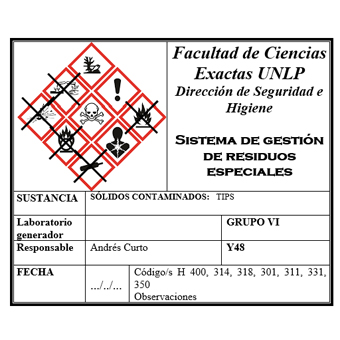 Facultad de Ciencias
Exactas UNLP
Dirección de Seguridad e
Higiene
SISTEMA DE GESTIÓN
DE RESIDUOS
ESPECIALES
SUSTANCIA SÓLIDOS CONTAMINADOS: TIPS
Laboratorio
generador
GRUPO VI
Responsable Andrés Curto Y48
FECHA .../../... Código/s H 400, 314, 318, 301, 311, 331,
350
Observaciones